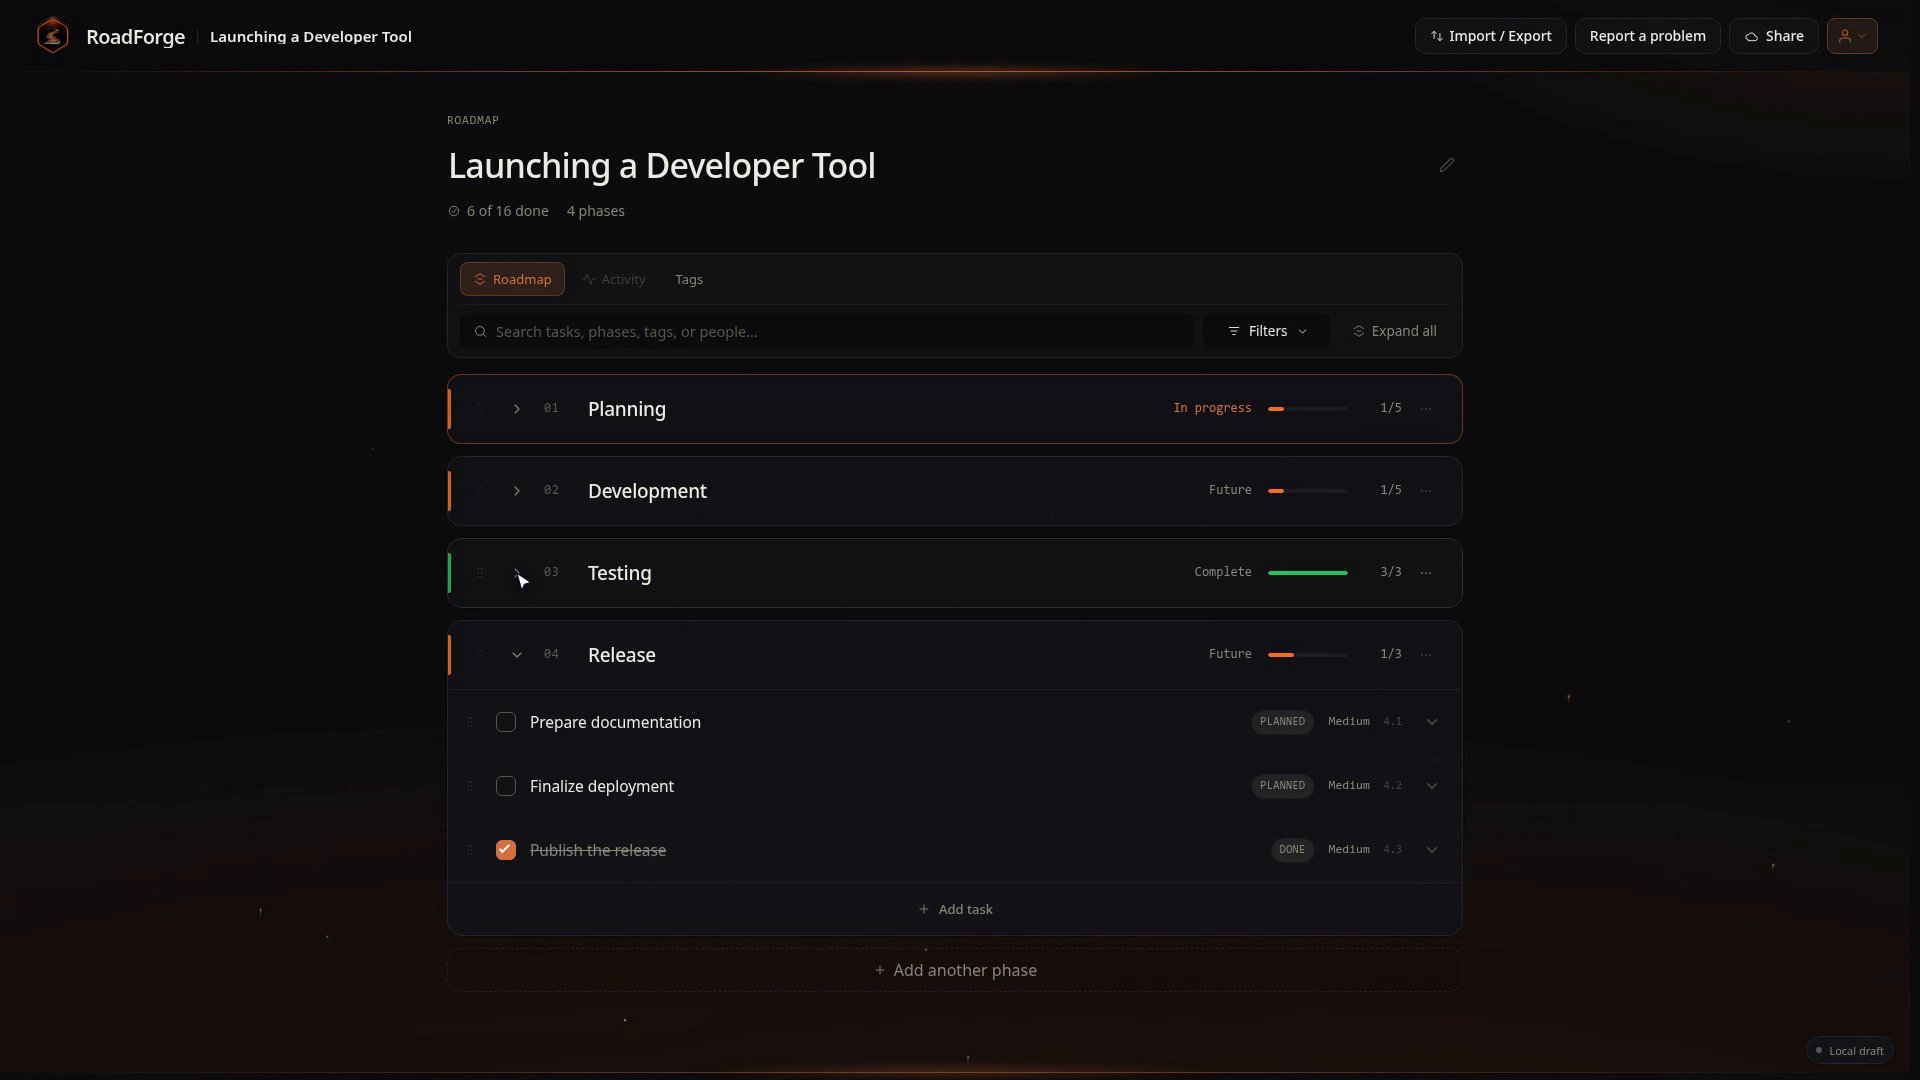 RoadForge
Launching a Developer Tool
Import / Export
Report a problem
Share
ROADMAP
Launching a Developer Tool
6 of 16 done 4 phases
Roadmap Activity Tags
Search tasks, phases, tags, or people...
Filters
Expand all
01 Planning In progress 1/5
02 Development Future 1/5
03 Testing Complete 3/3
04 Release Future 1/3
Prepare documentation PLANNED Medium 4.1
Finalize deployment PLANNED Medium 4.2
Publish the release DONE Medium 4.3
+ Add task
+ Add another phase
Local draft